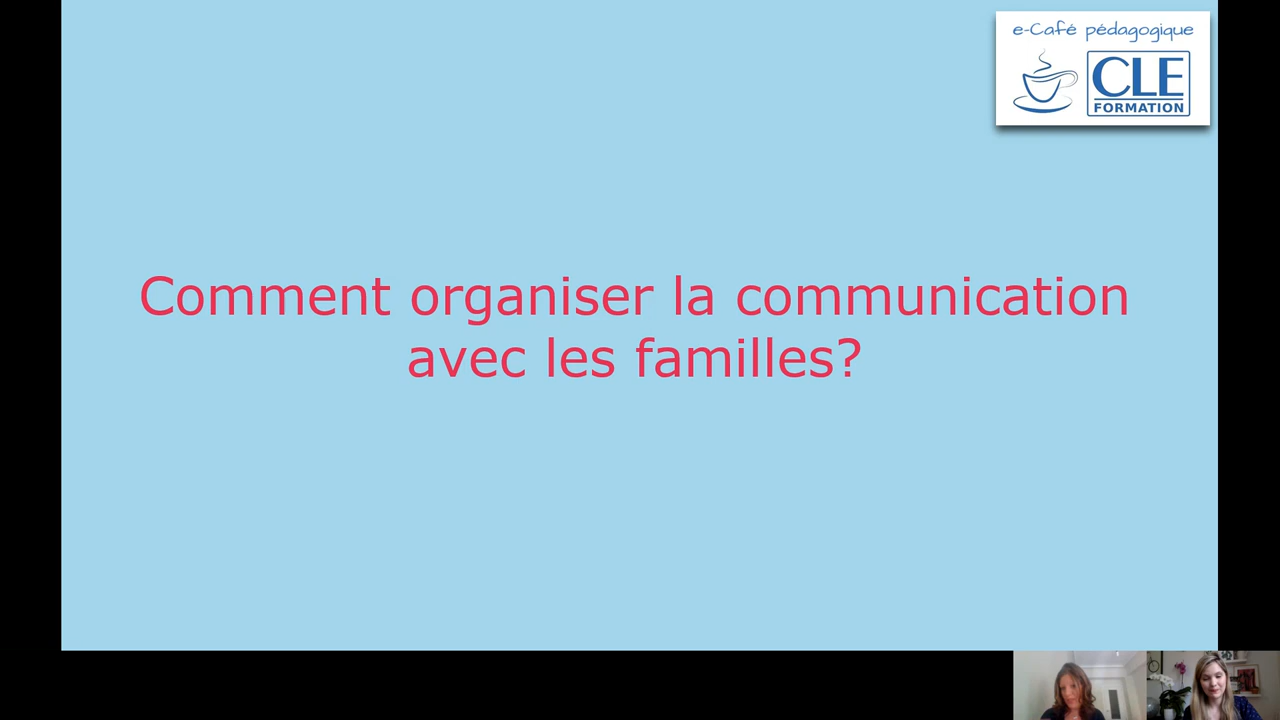 e-Café pédagogique
CLE
FORMATION
Comment organiser la communication
avec les familles?